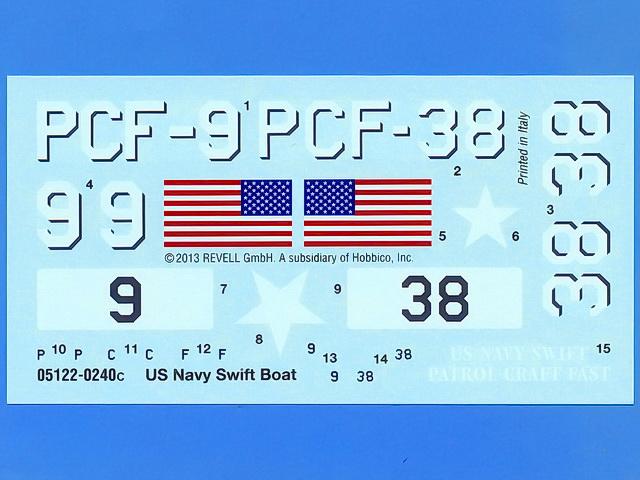 PCF-9 1 PCF-38
2
Printed in Italy
38
38
3
9 4 9
5
6
© 2013 REVELL GmbH. A subsidiary of Hobbico, Inc.
9 7
9 38
8
P 10 P C 11 C F 12 F
9 13 14 38
15
05122-0240c US Navy Swift Boat 9 38
US NAVY SWIFT
PATROL CRAFT FAST